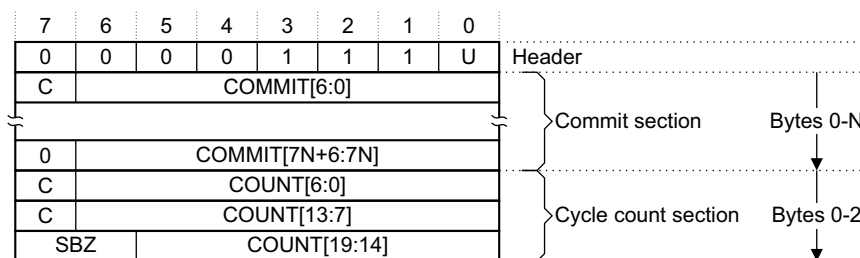 7 6 5 4 3 2 1 0
0 0 0 0 1 1 1 U Header
C COMMIT[6:0]
Commit section Bytes 0-N
0 COMMIT[7N+6:7N]
C COUNT[6:0]
C COUNT[13:7] Cycle count section Bytes 0-2
SBZ COUNT[19:14]